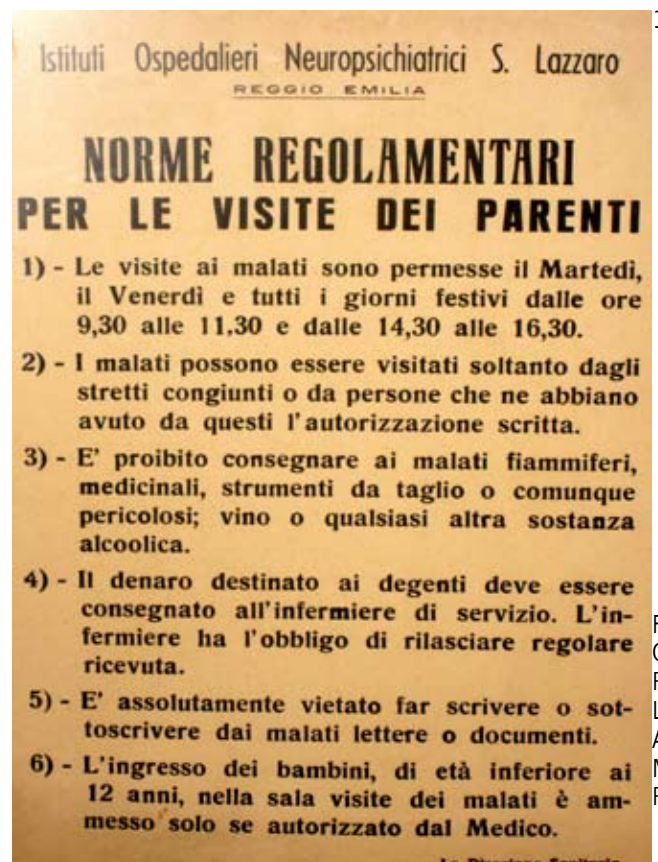 Istituti Ospedalieri Neuropsichiatrici S. Lazzaro
REGGIO EMILIA
NORME REGOLAMENTARI
PER LE VISITE DEI PARENTI
1) - Le visite ai malati sono permesse il Martedì,
il Venerdì e tutti i giorni festivi dalle ore
9,30 alle 11,30 e dalle 14,30 alle 16,30.
2) - I malati possono essere visitati soltanto dagli
stretti congiunti o da persone che ne abbiano
avuto da questi l'autorizzazione scritta.
3) - E' proibito consegnare ai malati fiammiferi,
medicinali, strumenti da taglio o comunque
pericolosi; vino o qualsiasi altra sostanza
alcoolica.
4) - Il denaro destinato ai degenti deve essere
consegnato all'infermiere di servizio. L'in-
fermiere ha l'obbligo di rilasciare regolare
ricevuta.
5) - E' assolutamente vietato far scrivere o sot-
toscrivere dai malati lettere o documenti.
6) - L'ingresso dei bambini, di età inferiore ai
12 anni, nella sala visite dei malati è am-
messo solo se autorizzato dal Medico.
La Direzione Sanitaria